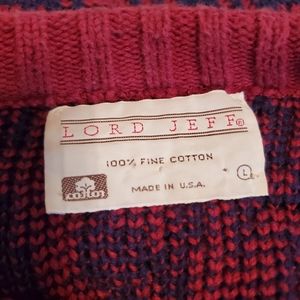 LORD JEFF®
100% FINE COTTON
cotton
MADE IN U.S.A.
L